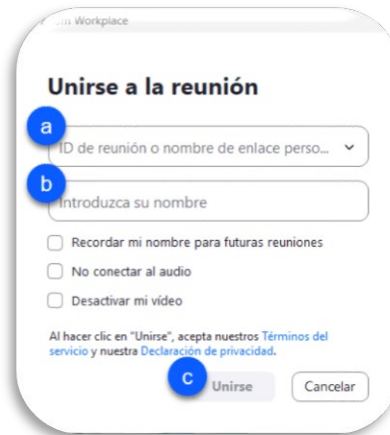 Workplace
Unirse a la reunión
a
ID de reunión o nombre de enlace perso...
b
Introduzca su nombre
Recordar mi nombre para futuras reuniones
No conectar al audio
Desactivar mi vídeo
Al hacer clic en "Unirse", acepta nuestros Términos del
servicio y nuestra Declaración de privacidad.
c Unirse Cancelar